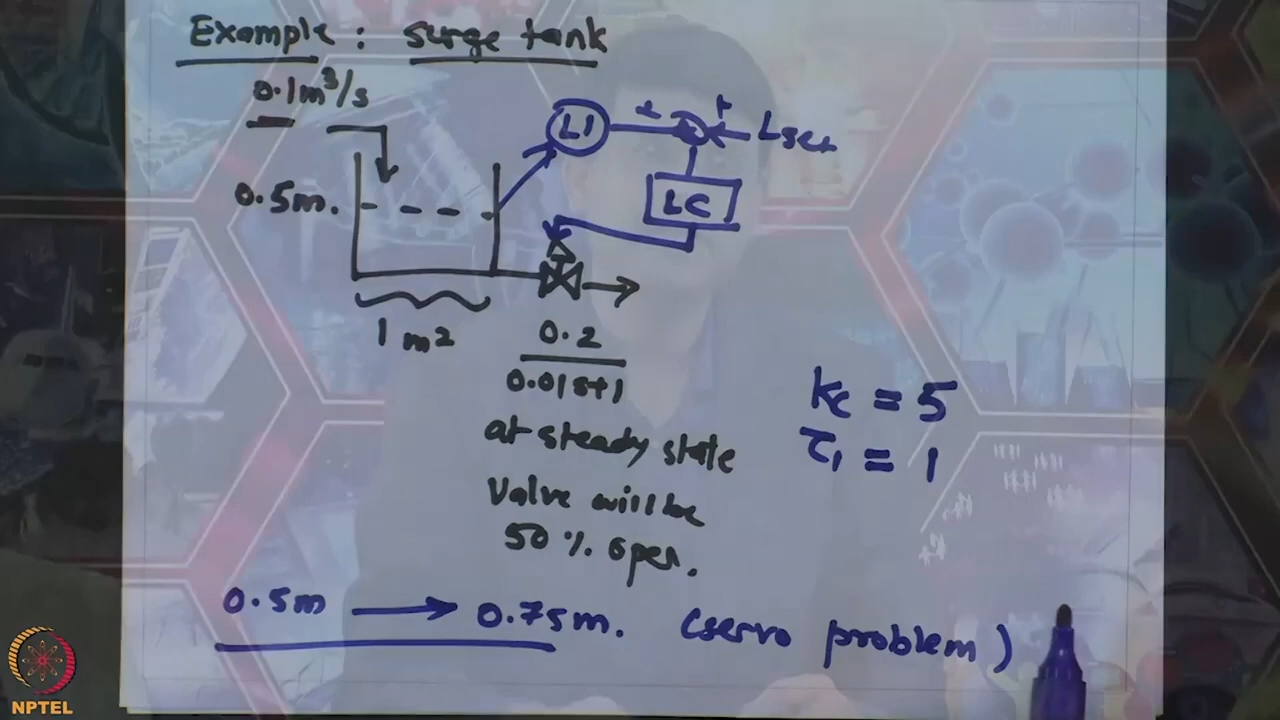 Example : surge tank
0.1m³/s
LI
- +
Lset
0.5m.
LC
1 m²
0.2
0.01s+1
at steady state
Valve will be
50 % open.
Kc = 5
τI = 1
0.5m → 0.75m. (servo problem)
NPTEL